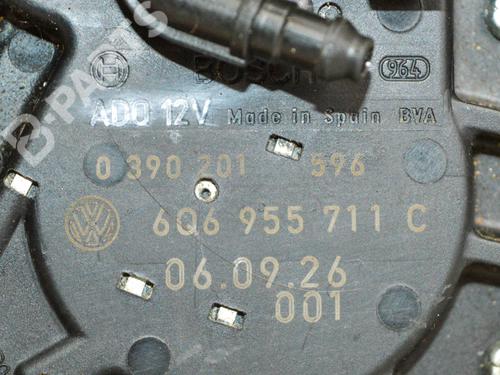 B-PARTS
BOSCH 964
ADO 12V Made in Spain BVA
0 390 201 596
6Q6 955 711 C
06.09.26
001